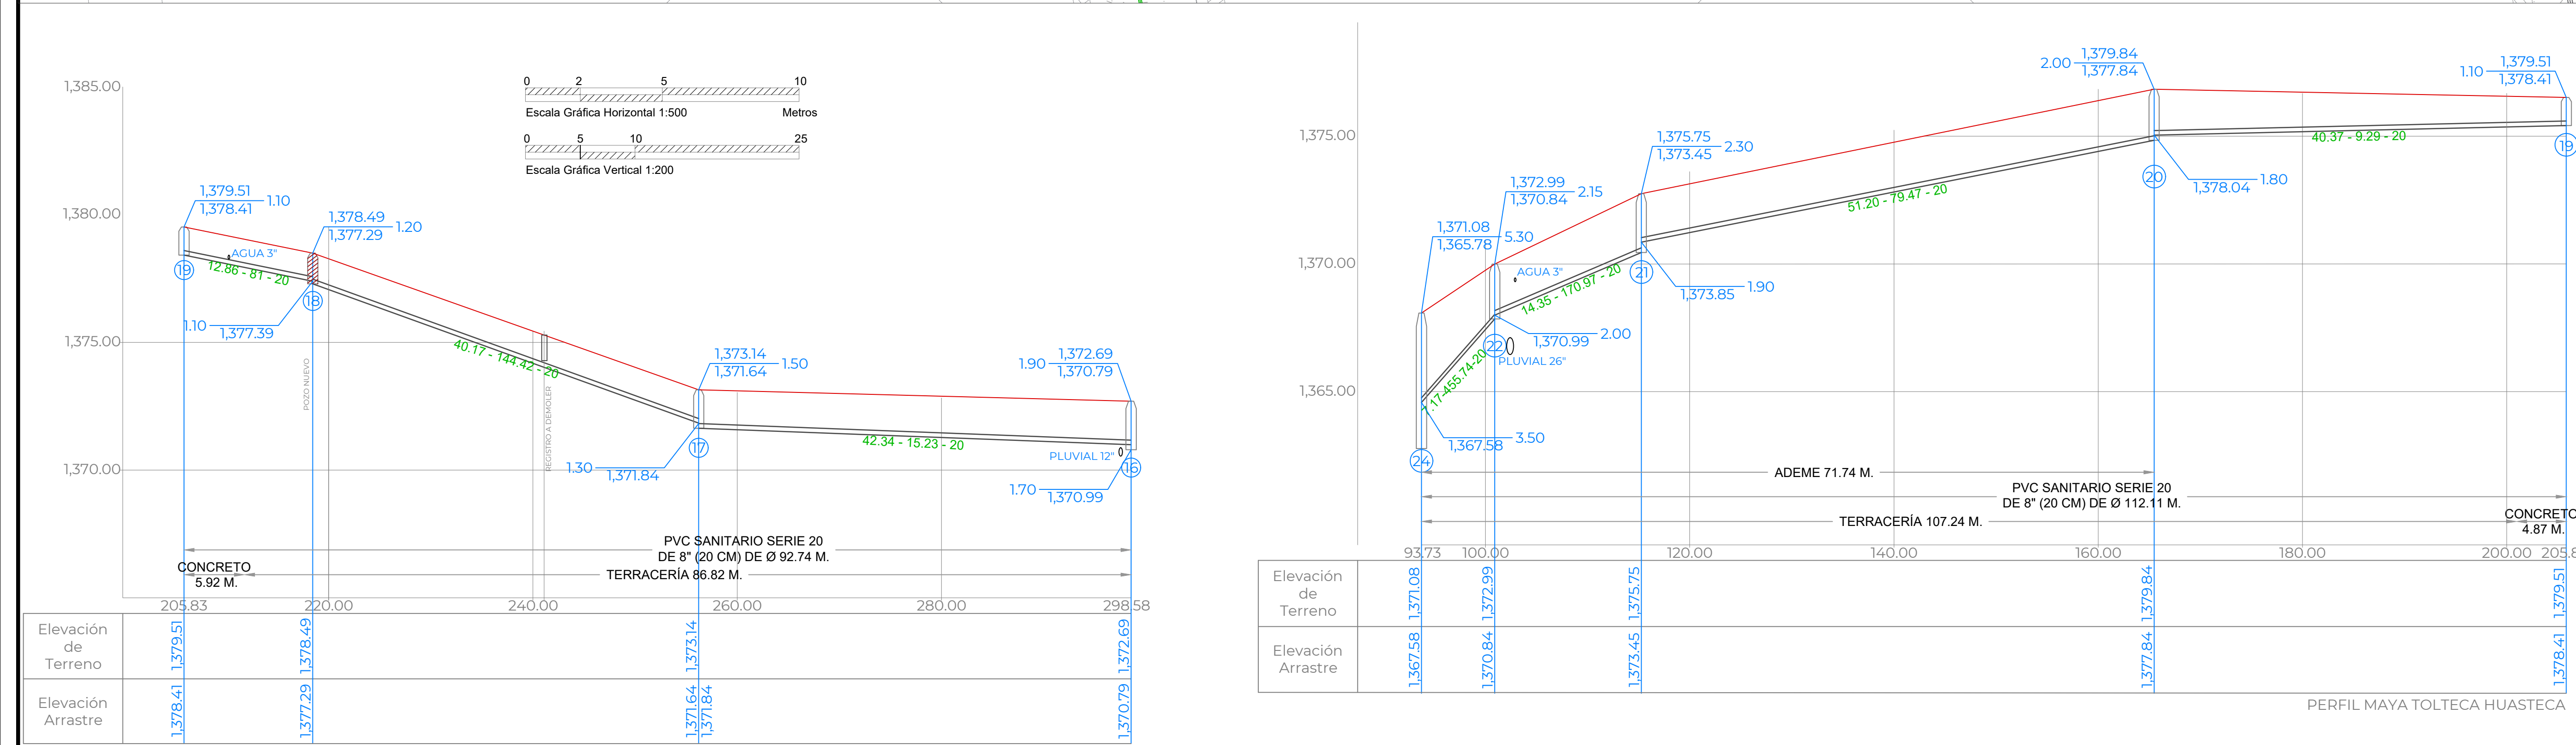 1,385.00
1,380.00
1,375.00
1,370.00
0 2 5 10
Escala Gráfica Horizontal 1:500 Metros
0 5 10 25
Escala Gráfica Vertical 1:200
1,379.51
1,378.41 1.10
AGUA 3"
12.86 - 81 - 20
19
1,378.49
1,377.29 1.20
18
1.10
1,377.39
POZO NUEVO
40.17 - 144.42 - 20
REGISTRO A DEMOLER
1,373.14
1,371.64 1.50
17
1.30
1,371.84
42.34 - 15.23 - 20
1.90 1,372.69
1,370.79
PLUVIAL 12"
16
1.70
1,370.99
PVC SANITARIO SERIE 20
DE 8" (20 CM) DE Ø 92.74 M.
CONCRETO
5.92 M.
TERRACERÍA 86.82 M.
205.83 220.00 240.00 260.00 280.00 298.58
Elevación
de
Terreno
1,379.51 1,378.49 1,373.14 1,372.69
Elevación
Arrastre
1,378.41 1,377.29 1,371.64 1,371.84 1,370.79
1,375.00
1,370.00
1,365.00
1,371.08
1,365.78 5.30
1,372.99
1,370.84 2.15
AGUA 3"
14.35 - 170.97 - 20
22
1,370.99 2.00
PLUVIAL 26"
7.17-455.74-20
1,367.58 3.50
24
1,375.75
1,373.45 2.30
21
1,373.85 1.90
51.20 - 79.47 - 20
2.00 1,379.84
1,377.84
20
1,378.04 1.80
40.37 - 9.29 - 20
1.10 1,379.51
1,378.41
19
ADEME 71.74 M.
PVC SANITARIO SERIE 20
DE 8" (20 CM) DE Ø 112.11 M.
TERRACERÍA 107.24 M.
CONCRETO
4.87 M.
93.73 100.00 120.00 140.00 160.00 180.00 200.00 205.8
Elevación
de
Terreno
1,371.08 1,372.99 1,375.75 1,379.84 1,379.51
Elevación
Arrastre
1,367.58 1,370.84 1,373.45 1,377.84 1,378.41
PERFIL MAYA TOLTECA HUASTECA